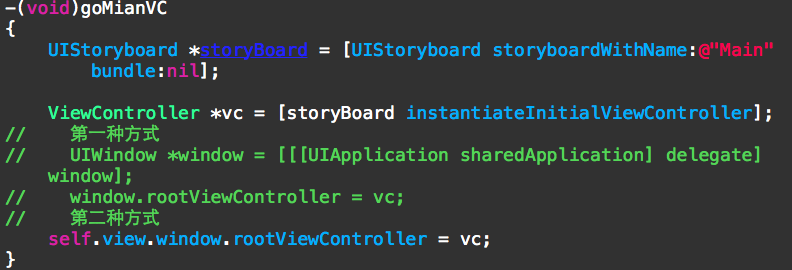 -(void)goMianVC
{
UIStoryboard *storyBoard = [UIStoryboard storyboardWithName:@"Main"
bundle:nil];
ViewController *vc = [storyBoard instantiateInitialViewController];
// 第一种方式
// UIWindow *window = [[[UIApplication sharedApplication] delegate]
window];
// window.rootViewController = vc;
// 第二种方式
self.view.window.rootViewController = vc;
}